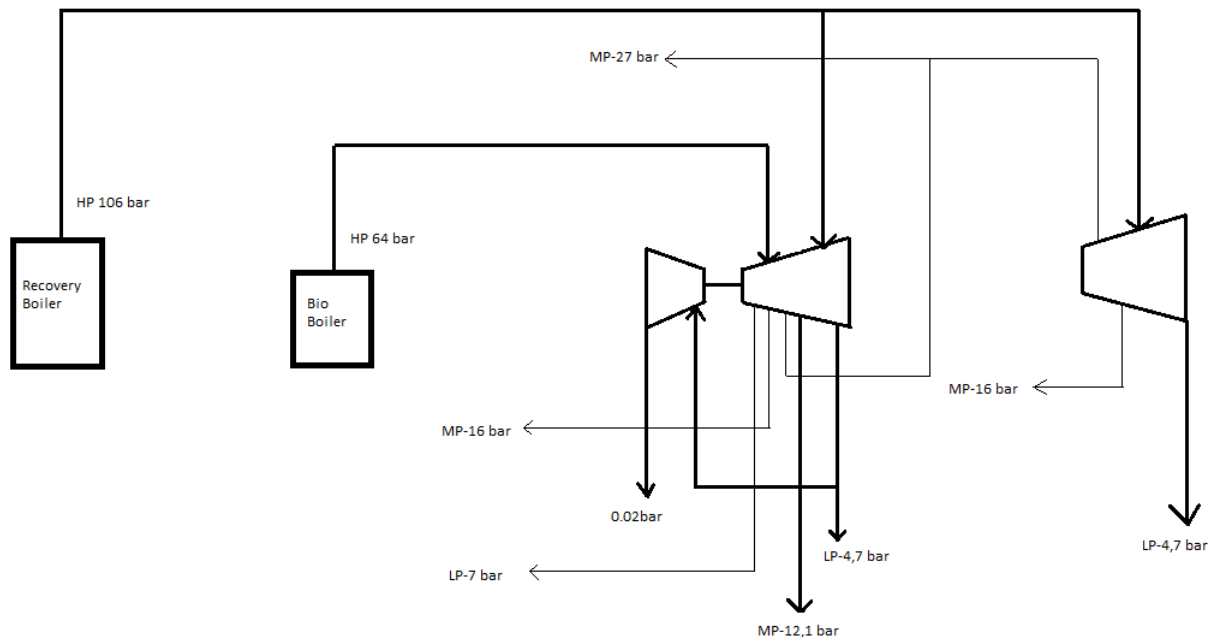 MP-27 bar
HP 106 bar
HP 64 bar
Recovery
Boiler
Bio
Boiler
MP-16 bar
MP-16 bar
0.02bar
LP-4,7 bar
LP-4,7 bar
LP-7 bar
MP-12,1 bar